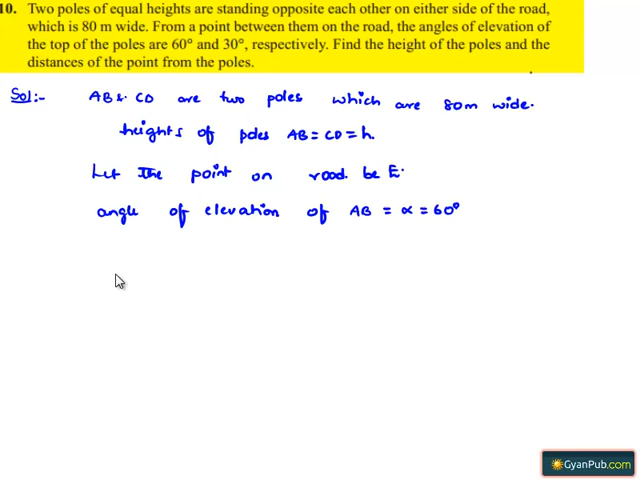 10. Two poles of equal heights are standing opposite each other on either side of the road,
which is 80 m wide. From a point between them on the road, the angles of elevation of
the top of the poles are 60° and 30°, respectively. Find the height of the poles and the
distances of the point from the poles.
Sol:- AB & CD are two poles which are 80m wide.
heights of poles AB = CD = h.
Let the point on road be E.
angle of elevation of AB = α = 60°
GyanPub.com